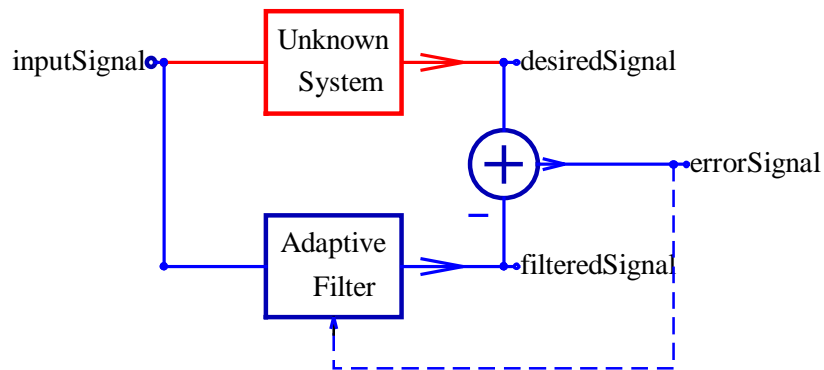 Unknown
System
inputSignal
desiredSignal
+
errorSignal
−
Adaptive
Filter
filteredSignal